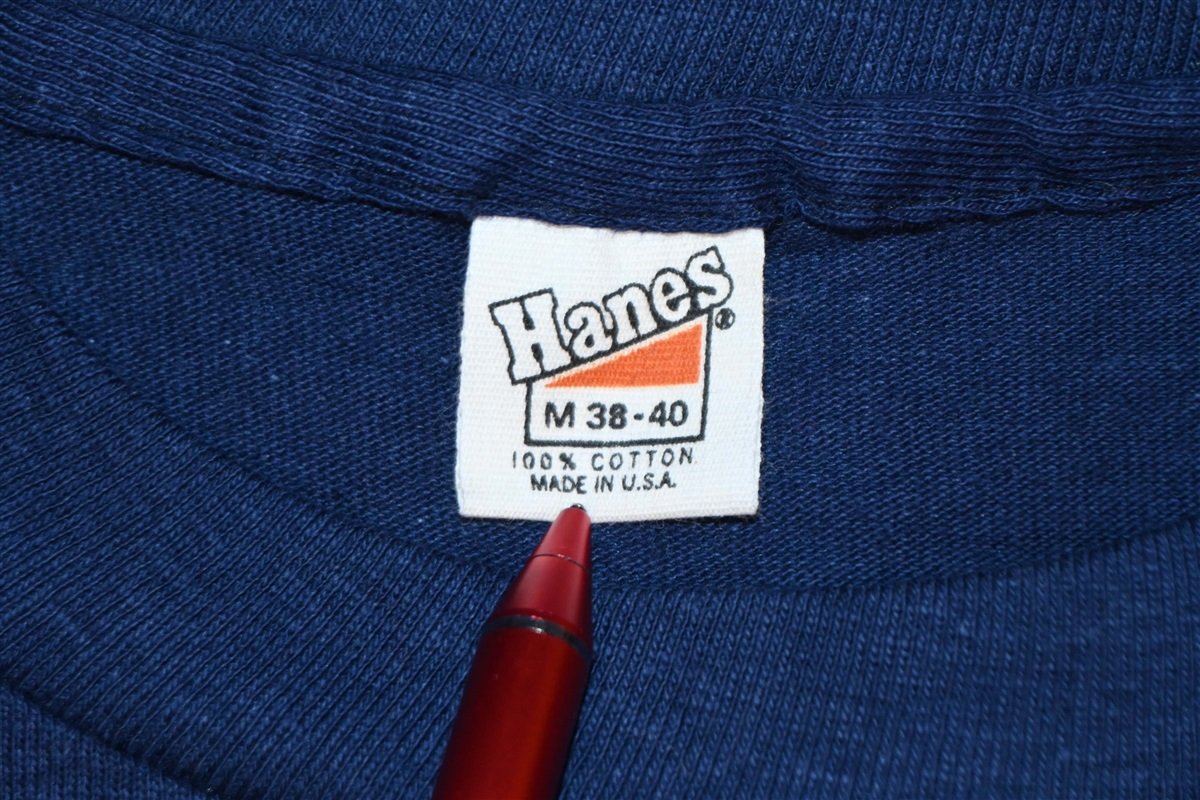 Hanes®
M 38-40
100% COTTON
MADE IN U.S.A.